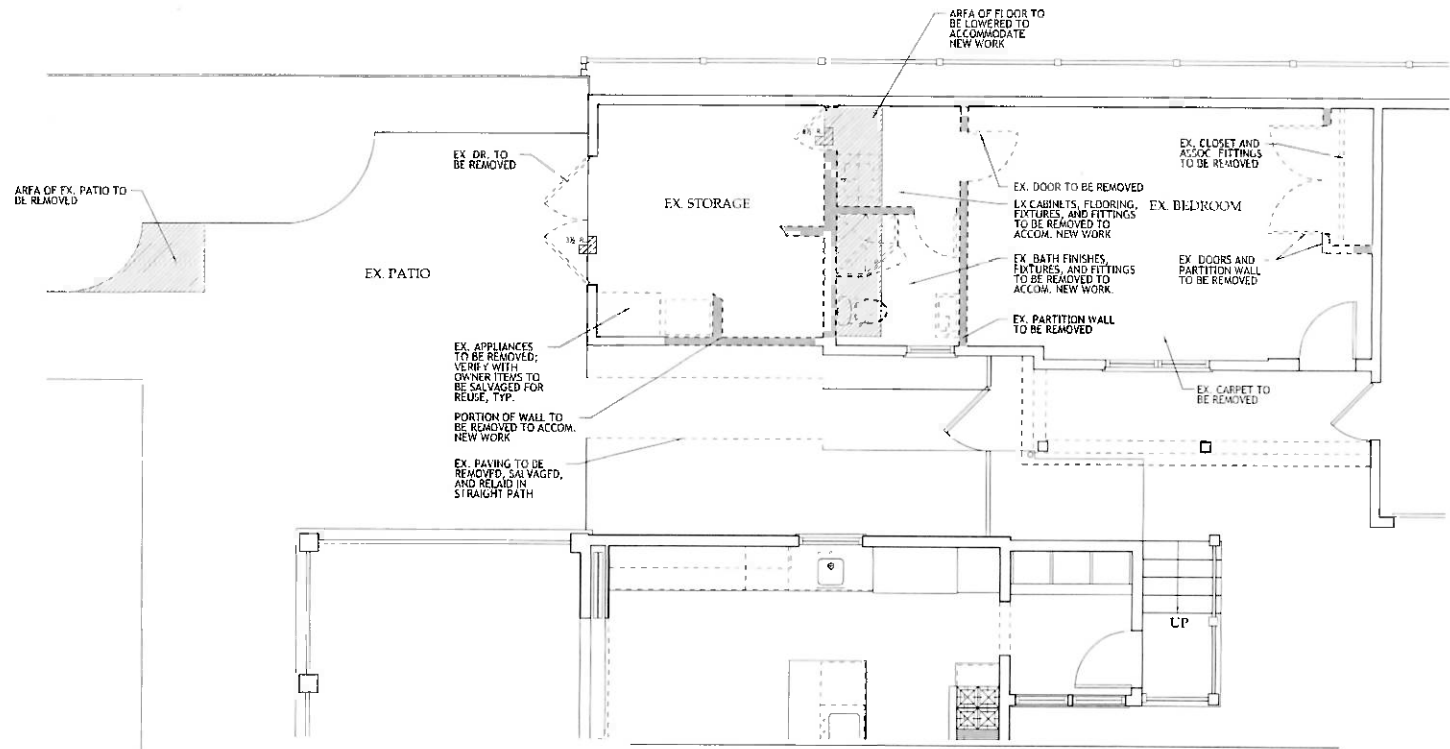 AREA OF FLOOR TO
BE LOWERED TO
ACCOMMODATE
NEW WORK
EX. DR. TO
BE REMOVED
AREA OF EX. PATIO TO
BE REMOVED
EX. STORAGE
EX. PATIO
EX. CLOSET AND
ASSOC. FITTINGS
TO BE REMOVED
EX. DOOR TO BE REMOVED
EX CABINETS, FLOORING,
FIXTURES, AND FITTINGS
TO BE REMOVED TO
ACCOM. NEW WORK
EX. BEDROOM
EX. BATH FINISHES,
FIXTURES, AND FITTINGS
TO BE REMOVED TO
ACCOM. NEW WORK.
EX. DOORS AND
PARTITION WALL
TO BE REMOVED
EX. PARTITION WALL
TO BE REMOVED
EX. APPLIANCES
TO BE REMOVED;
VERIFY WITH
OWNER ITEMS TO
BE SALVAGED FOR
REUSE, TYP.
EX. CARPET TO
BE REMOVED
PORTION OF WALL TO
BE REMOVED TO ACCOM.
NEW WORK
EX. PAVING TO BE
REMOVED, SALVAGED,
AND RELAID IN
STRAIGHT PATH
UP